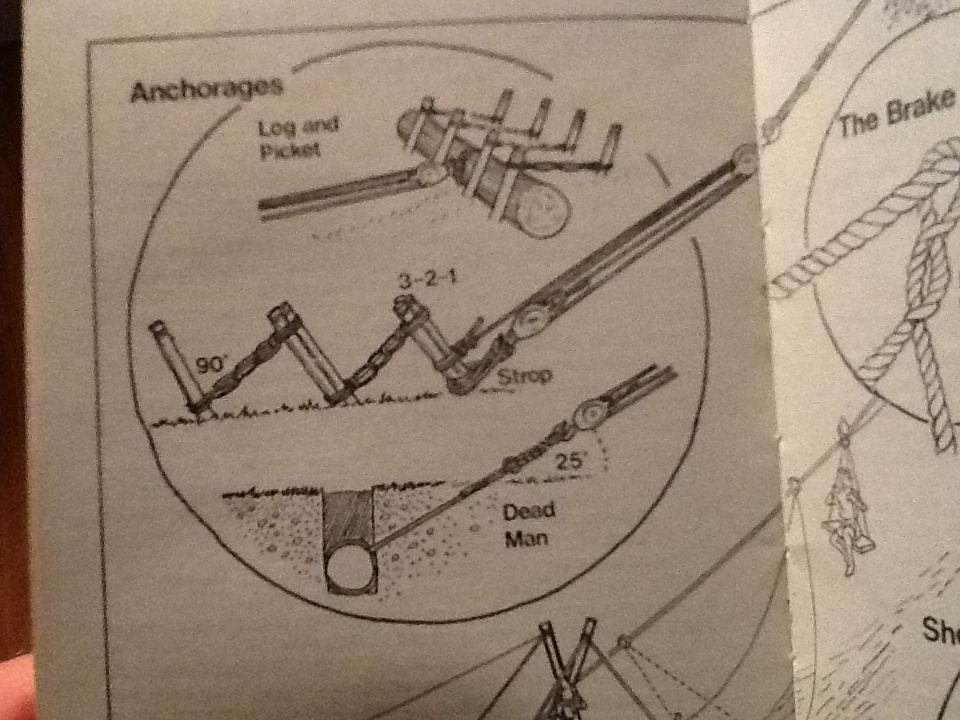 Anchorages
Log and
Picket
3-2-1
90°
Strop
25°
Dead
Man
The Brake